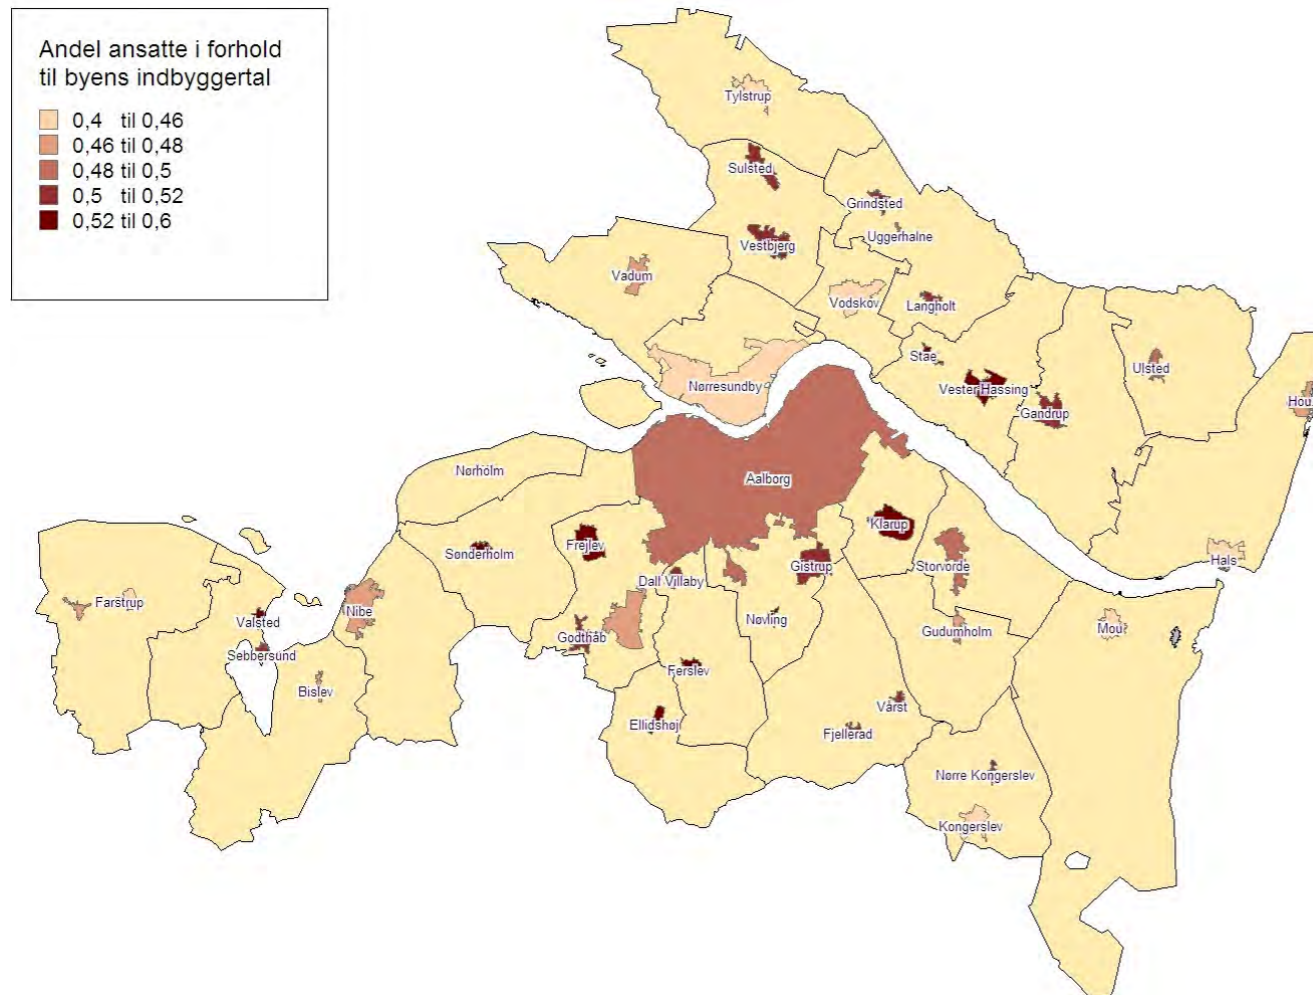 Andel ansatte i forhold
til byens indbyggertal
0,4 til 0,46
0,46 til 0,48
0,48 til 0,5
0,5 til 0,52
0,52 til 0,6
Tylstrup
Sulsted
Grindsted
Uggerhalne
Vestbjerg
Vadum
Vodskov
Langholt
Stae
Ulsted
Nørresundby
Vester Hassing
Hou
Gandrup
Nørholm
Aalborg
Klarup
Frejlev
Sønderholm
Hals
Gistrup
Storvorde
Dall Villaby
Farstrup
Nibe
Valsted
Nøvling
Mou
Gudumholm
Godthåb
Sebbersund
Ferslev
Bislev
Vårst
Ellidshøj
Fjellerad
Nørre Kongerslev
Kongerslev